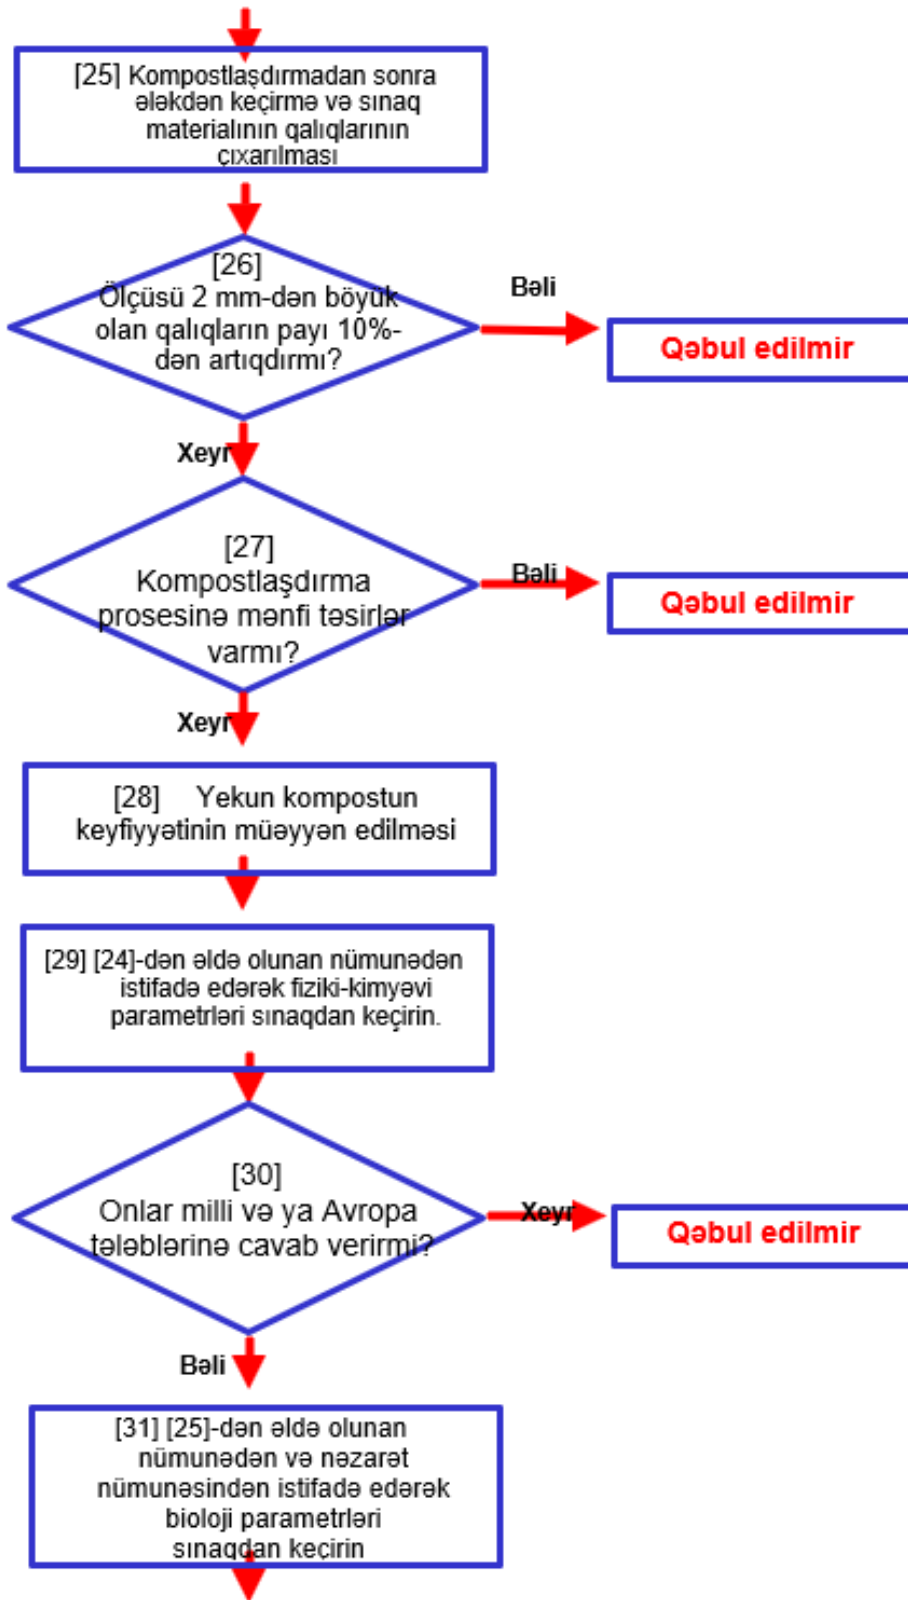 [25] Kompostlaşdırmadan sonra
ələkdən keçirmə və sınaq
materialının qalıqlarının
çıxarılması
[26]
Ölçüsü 2 mm-dən böyük
olan qalıqların payı 10%-
dən artıqdırmı?
Bəli
Qəbul edilmir
Xeyr
[27]
Kompostlaşdırma
prosesinə mənfi təsirlər
varmı?
Bəli
Qəbul edilmir
Xeyr
[28] Yekun kompostun
keyfiyyətinin müəyyən edilməsi
[29] [24]-dən əldə olunan nümunədən
istifadə edərək fiziki-kimyəvi
parametrləri sınaqdan keçirin.
[30]
Onlar milli və ya Avropa
tələblərinə cavab verirmi?
Xeyr
Qəbul edilmir
Bəli
[31] [25]-dən əldə olunan
nümunədən və nəzarət
nümunəsindən istifadə edərək
bioloji parametrləri
sınaqdan keçirin